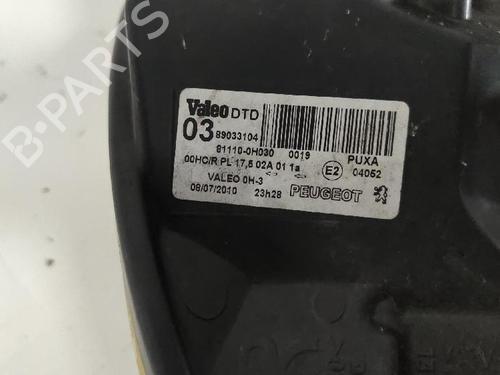 Valeo DTD
03 89033104
81110-0H030 0019 PUXA
00HC/R PL 17,5 02A 01 1a E2 04052
VALEO 0H-3
08/07/2010 23h28 PEUGEOT
B-PARTS